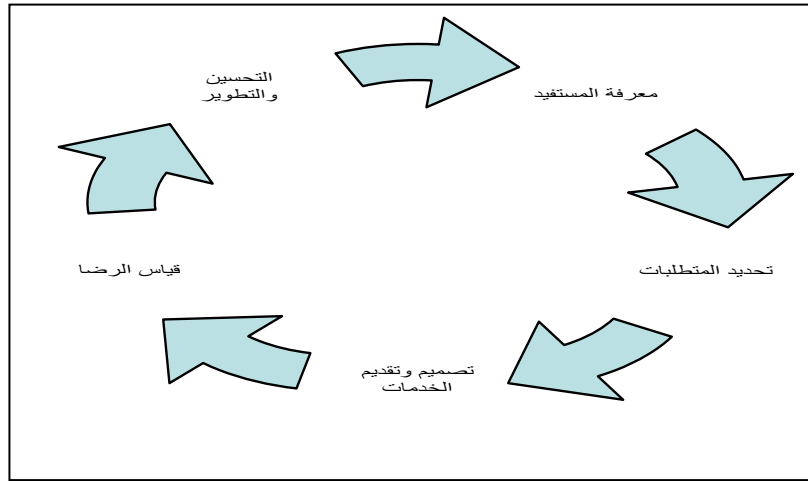 معرفة المستفيد
تحديد المتطلبات
تصميم وتقديم
الخدمات
قياس الرضا
التحسين
والتطوير